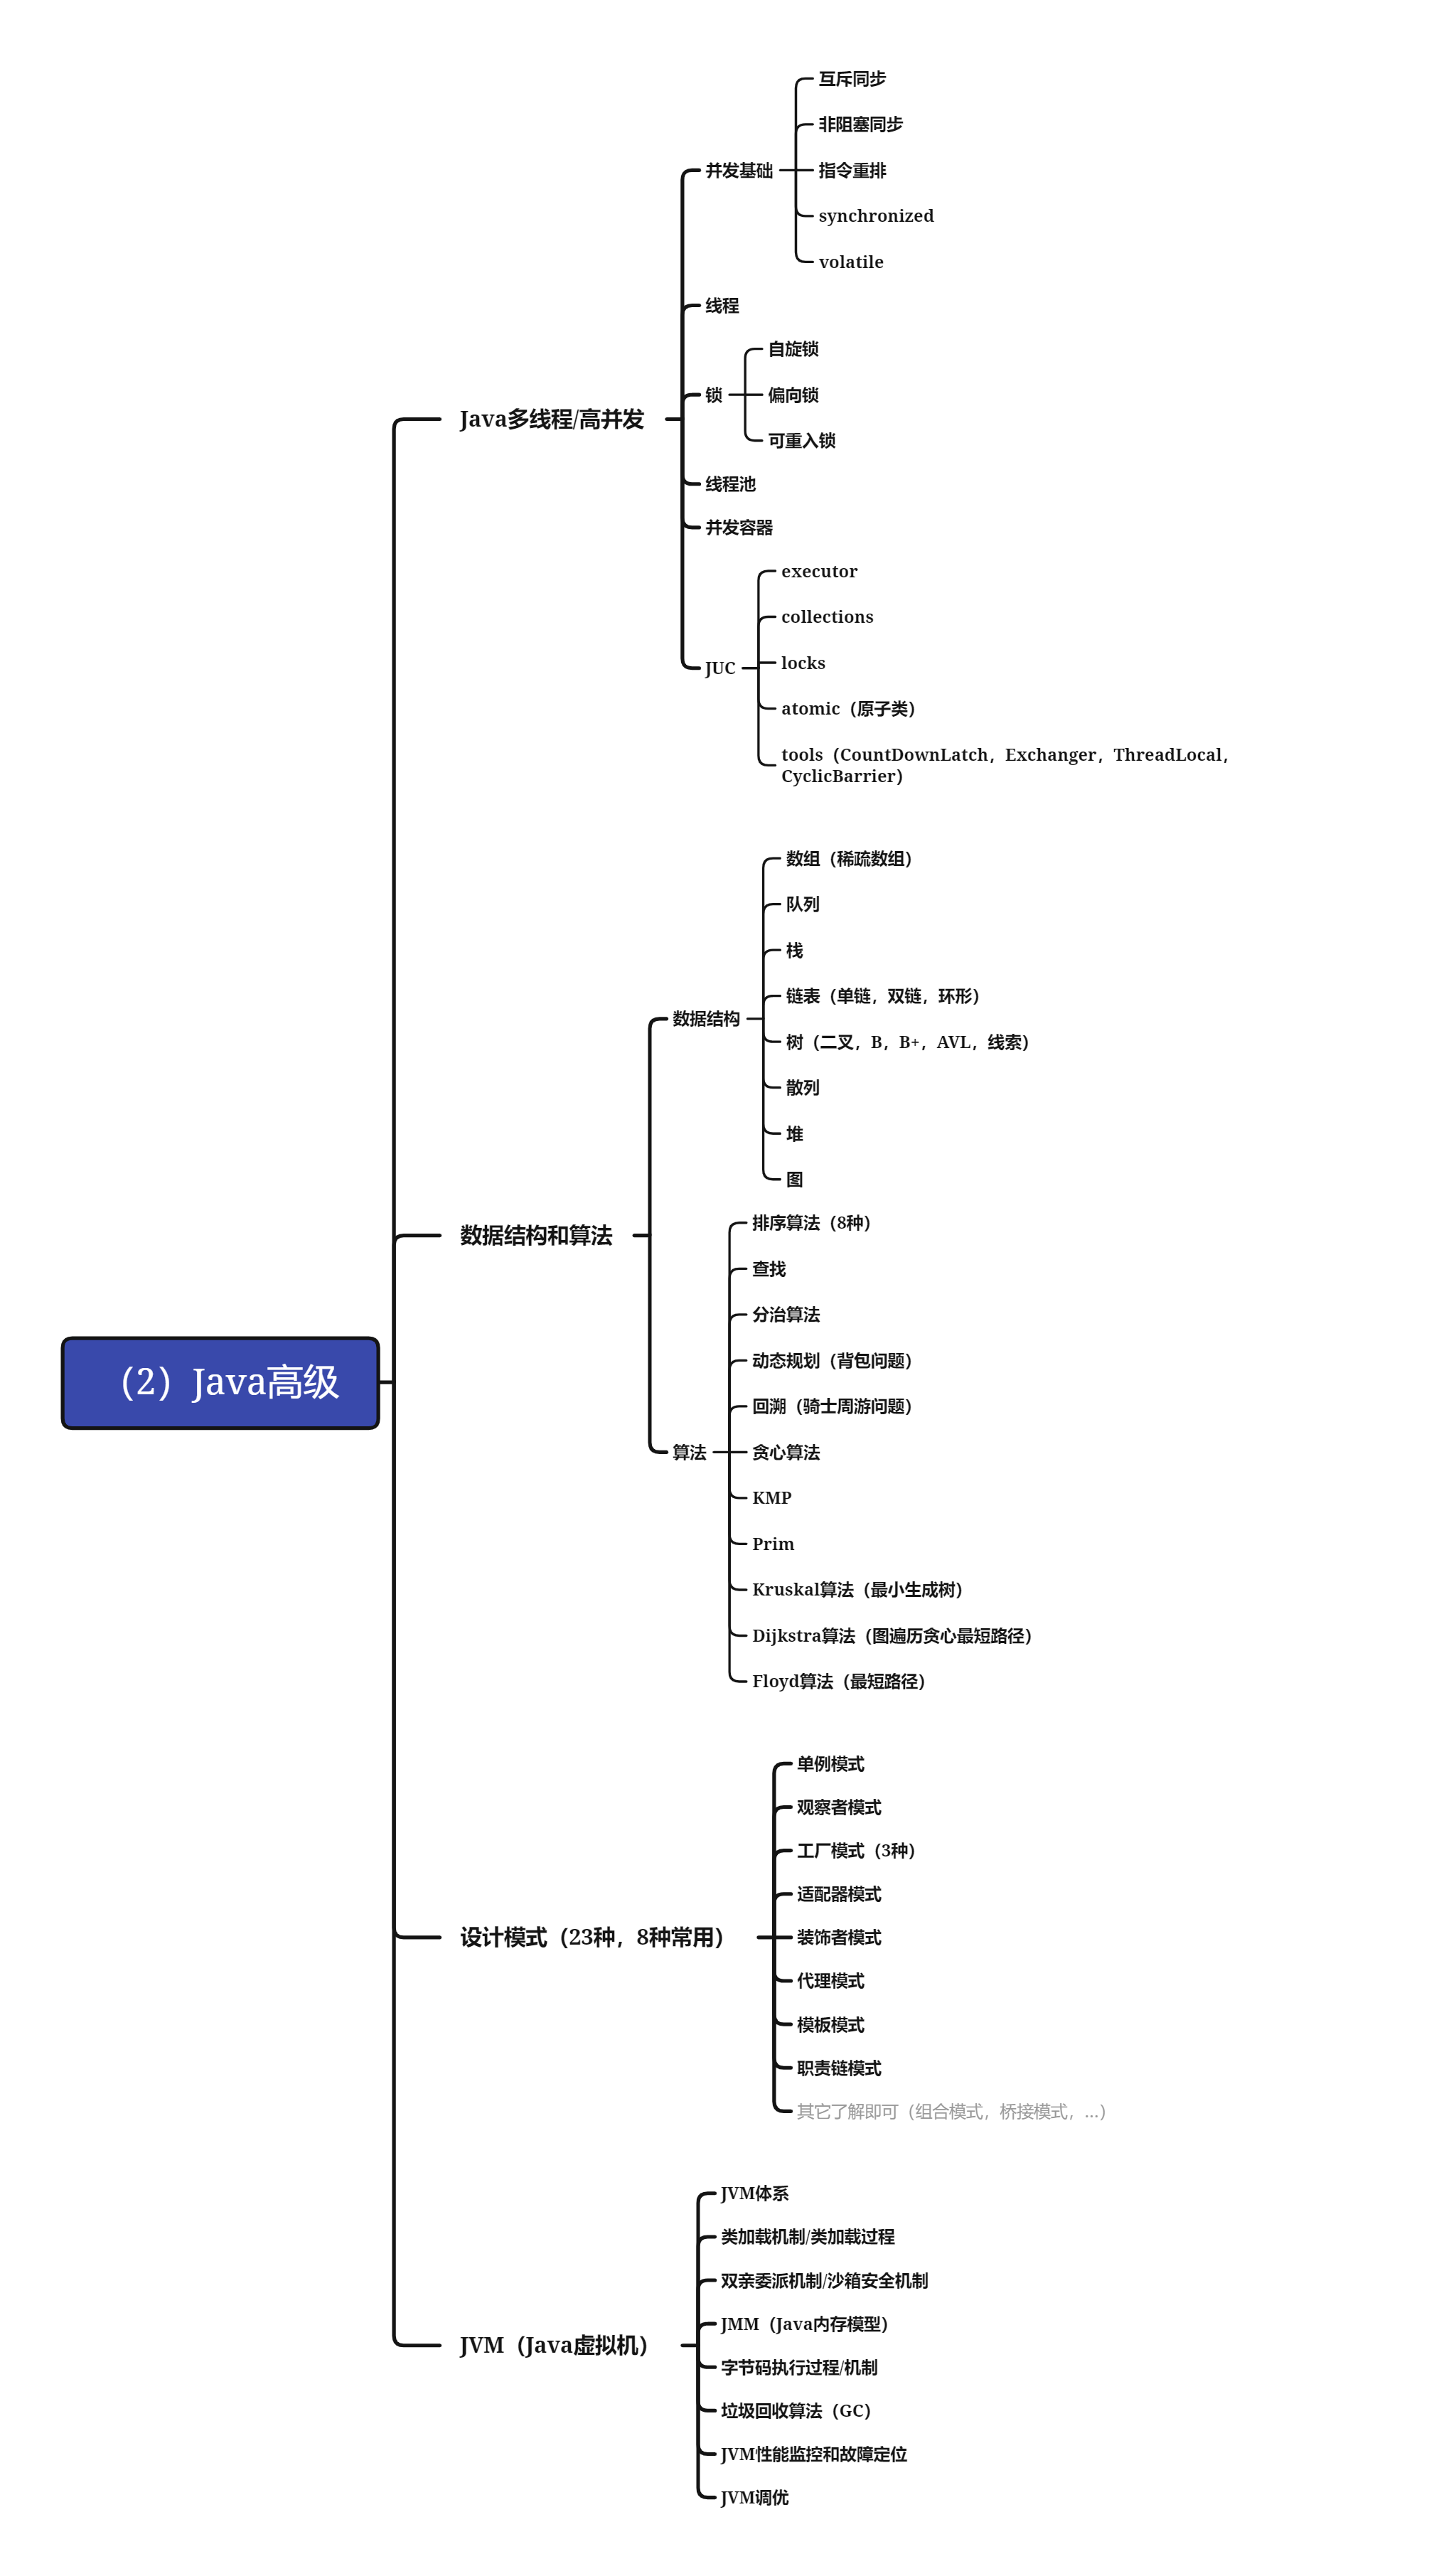 互斥同步
非阻塞同步
并发基础
指令重排
synchronized
volatile
线程
自旋锁
锁
偏向锁
Java多线程/高并发
可重入锁
线程池
并发容器
executor
collections
JUC
locks
atomic（原子类）
tools（CountDownLatch，Exchanger，ThreadLocal，
CyclicBarrier）
数组（稀疏数组）
队列
栈
链表（单链，双链，环形）
数据结构
树（二叉，B，B+，AVL，线索）
散列
堆
图
数据结构和算法
排序算法（8种）
查找
分治算法
动态规划（背包问题）
（2）Java高级
回溯（骑士周游问题）
算法
贪心算法
KMP
Prim
Kruskal算法（最小生成树）
Dijkstra算法（图遍历贪心最短路径）
Floyd算法（最短路径）
单例模式
观察者模式
工厂模式（3种）
适配器模式
设计模式（23种，8种常用）
装饰者模式
代理模式
模板模式
职责链模式
其它了解即可（组合模式，桥接模式，...）
JVM体系
类加载机制/类加载过程
双亲委派机制/沙箱安全机制
JMM（Java内存模型）
JVM（Java虚拟机）
字节码执行过程/机制
垃圾回收算法（GC）
JVM性能监控和故障定位
JVM调优